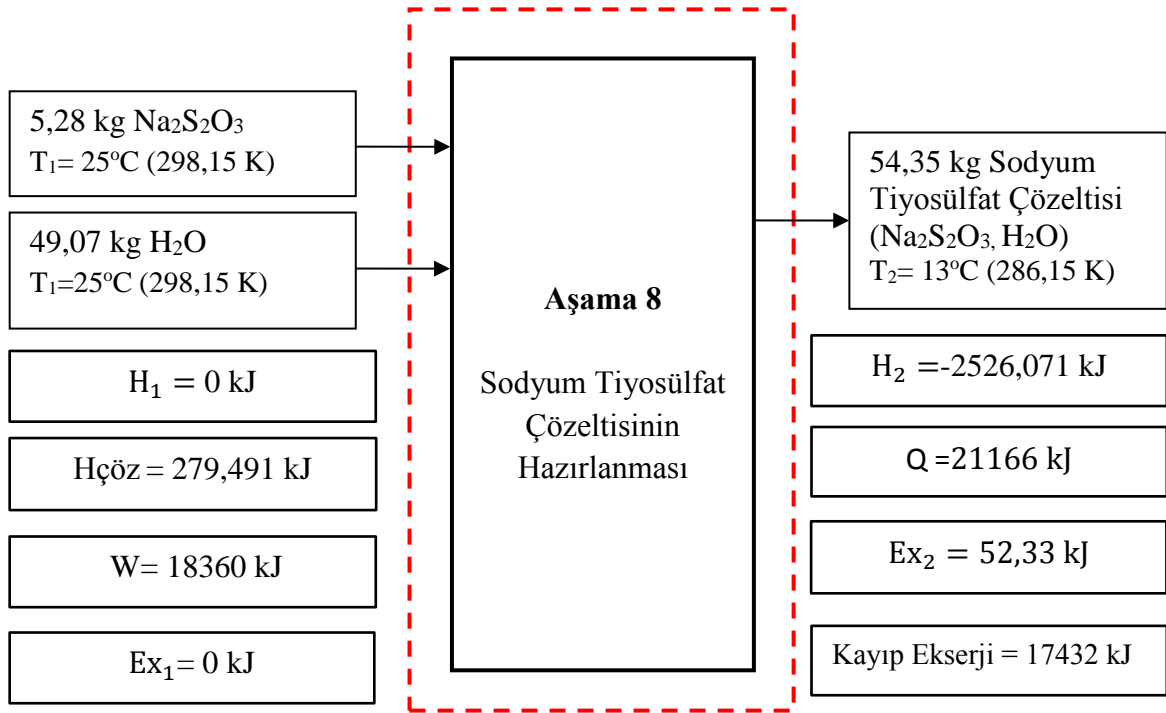 5,28 kg Na₂S₂O₃
T₁= 25ºC (298,15 K)
49,07 kg H₂O
T₁=25ºC (298,15 K)
H₁ = 0 kJ
Hçöz = 279,491 kJ
W= 18360 kJ
Ex₁= 0 kJ
Aşama 8
Sodyum Tiyosülfat
Çözeltisinin
Hazırlanması
54,35 kg Sodyum
Tiyosülfat Çözeltisi
(Na₂S₂O₃, H₂O)
T₂= 13ºC (286,15 K)
H₂ =-2526,071 kJ
Q =21166 kJ
Ex₂ = 52,33 kJ
Kayıp Ekserji = 17432 kJ